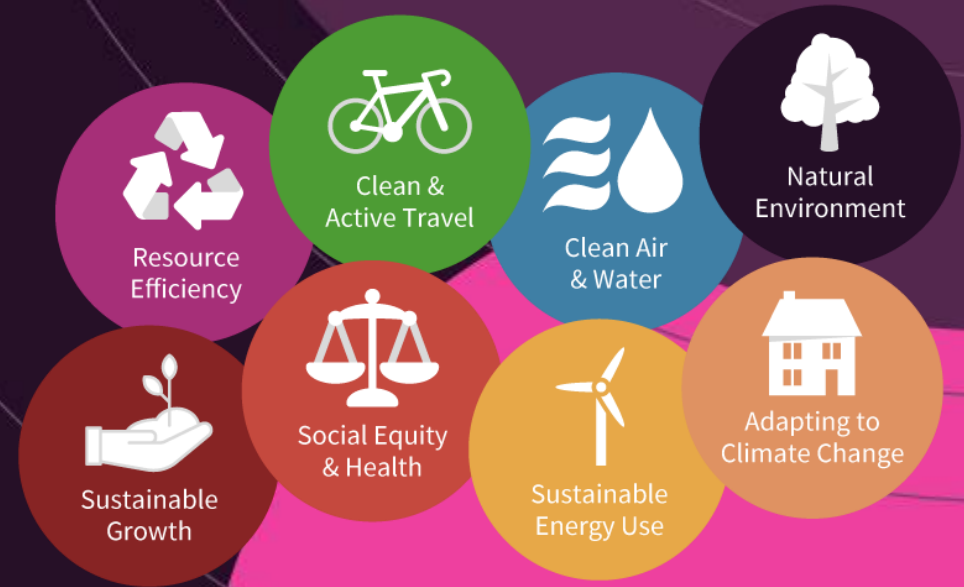 Resource
Efficiency
Clean &
Active Travel
Clean Air
& Water
Natural
Environment
Sustainable
Growth
Social Equity
& Health
Sustainable
Energy Use
Adapting to
Climate Change